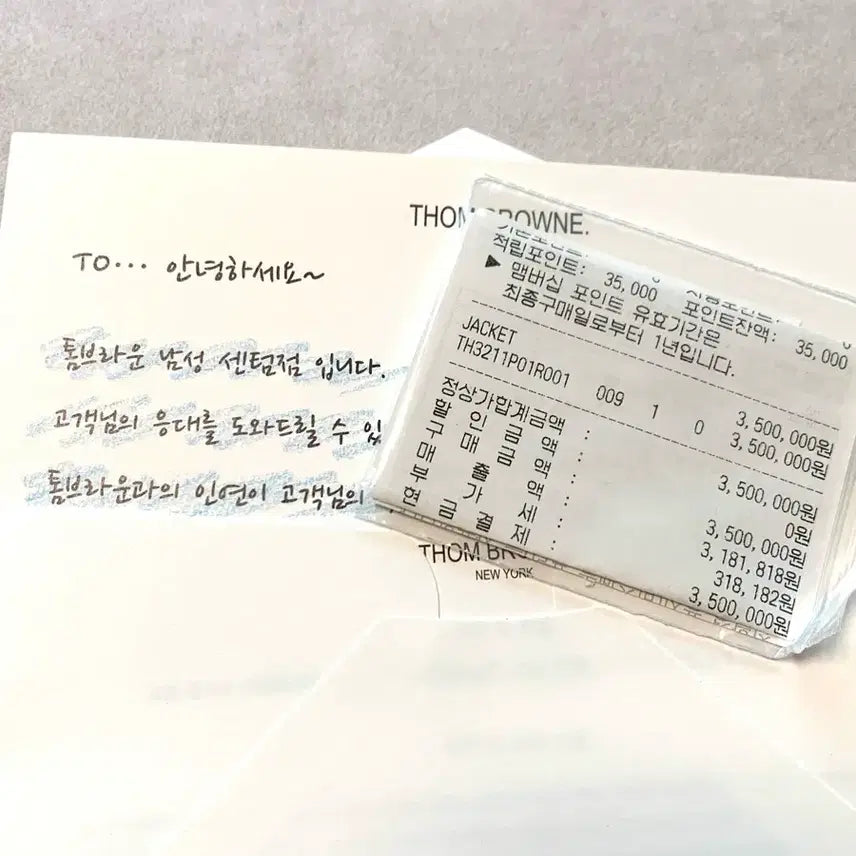 THOM BROWNE.
TO... 안녕하세요~
톰브라운 남성 센텀점 입니다.
고객님의 응대를 도와드릴 수 있
톰브라운과의 인연이 고객님의
적립포인트: 35,000 포인트잔액: 35,000
▶ 맴버십 포인트 유효기간은
최종구매일로부터 1년입니다.
JACKET
TH3211P01R001 009 1 0 3,500,000원
정상가합계금액 : 3,500,000원
할인금액 : 0원
구매금액 : 3,500,000원
매출액 : 3,181,818원
부가세 : 318,182원
현금결제 : 3,500,000원
THOM BROWNE
NEW YORK